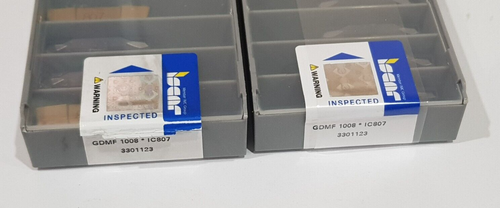 WARNING
ISCAR
INSPECTED
GDMF 1008 * IC807
3301123
WARNING
ISCAR
INSPECTED
GDMF 1008 * IC807
3301123